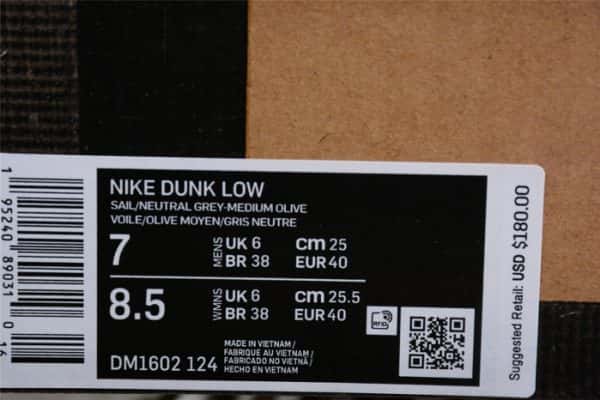 NIKE DUNK LOW
SAIL/NEUTRAL GREY-MEDIUM OLIVE
VOILE/OLIVE MOYEN/GRIS NEUTRE
7 MENS UK 6 cm 25
BR 38 EUR 40
8.5 WMNS UK 6 cm 25.5
BR 38 EUR 40
RFID
DM1602 124
MADE IN VIETNAM /
FABRIQUE AU VIETNAM /
FABRICADO NO VIETNÃ /
HECHO EN VIETNAM
Suggested Retail: USD $180.00
1 95240 89031 0 16